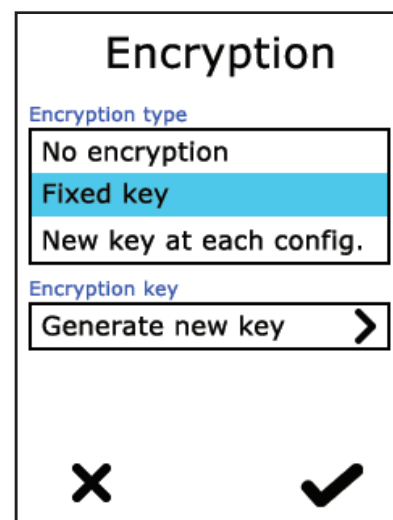 Encryption
Encryption type
No encryption
Fixed key
New key at each config.
Encryption key
Generate new key